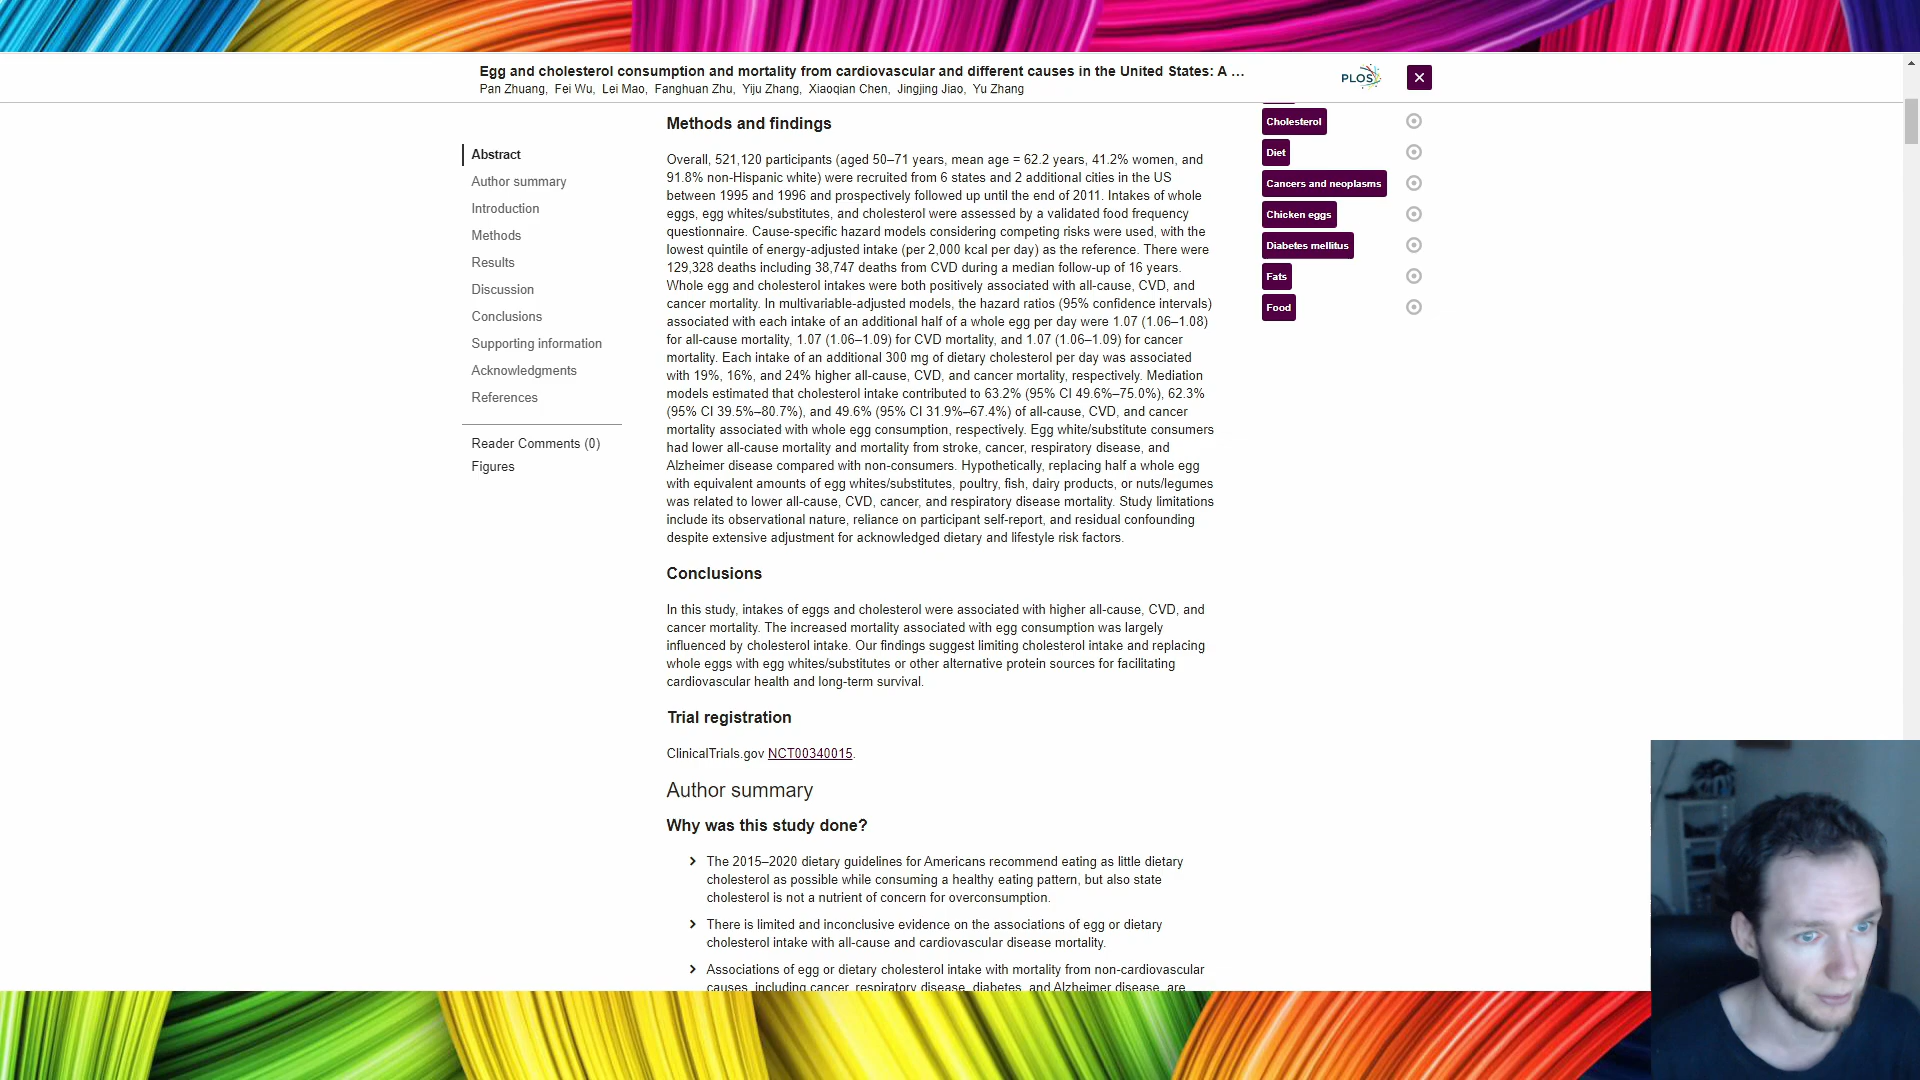 Egg and cholesterol consumption and mortality from cardiovascular and different causes in the United States: A ...
Pan Zhuang, Fei Wu, Lei Mao, Fanghuan Zhu, Yiju Zhang, Xiaoqian Chen, Jingjing Jiao, Yu Zhang
PLOS
Abstract
Author summary
Introduction
Methods
Results
Discussion
Conclusions
Supporting information
Acknowledgments
References
Reader Comments (0)
Figures
Methods and findings
Overall, 521,120 participants (aged 50–71 years, mean age = 62.2 years, 41.2% women, and
91.8% non-Hispanic white) were recruited from 6 states and 2 additional cities in the US
between 1995 and 1996 and prospectively followed up until the end of 2011. Intakes of whole
eggs, egg whites/substitutes, and cholesterol were assessed by a validated food frequency
questionnaire. Cause-specific hazard models considering competing risks were used, with the
lowest quintile of energy-adjusted intake (per 2,000 kcal per day) as the reference. There were
129,328 deaths including 38,747 deaths from CVD during a median follow-up of 16 years.
Whole egg and cholesterol intakes were both positively associated with all-cause, CVD, and
cancer mortality. In multivariable-adjusted models, the hazard ratios (95% confidence intervals)
associated with each intake of an additional half of a whole egg per day were 1.07 (1.06–1.08)
for all-cause mortality, 1.07 (1.06–1.09) for CVD mortality, and 1.07 (1.06–1.09) for cancer
mortality. Each intake of an additional 300 mg of dietary cholesterol per day was associated
with 19%, 16%, and 24% higher all-cause, CVD, and cancer mortality, respectively. Mediation
models estimated that cholesterol intake contributed to 63.2% (95% CI 49.6%–75.0%), 62.3%
(95% CI 39.5%–80.7%), and 49.6% (95% CI 31.9%–67.4%) of all-cause, CVD, and cancer
mortality associated with whole egg consumption, respectively. Egg white/substitute consumers
had lower all-cause mortality and mortality from stroke, cancer, respiratory disease, and
Alzheimer disease compared with non-consumers. Hypothetically, replacing half a whole egg
with equivalent amounts of egg whites/substitutes, poultry, fish, dairy products, or nuts/legumes
was related to lower all-cause, CVD, cancer, and respiratory disease mortality. Study limitations
include its observational nature, reliance on participant self-report, and residual confounding
despite extensive adjustment for acknowledged dietary and lifestyle risk factors.
Conclusions
In this study, intakes of eggs and cholesterol were associated with higher all-cause, CVD, and
cancer mortality. The increased mortality associated with egg consumption was largely
influenced by cholesterol intake. Our findings suggest limiting cholesterol intake and replacing
whole eggs with egg whites/substitutes or other alternative protein sources for facilitating
cardiovascular health and long-term survival.
Trial registration
ClinicalTrials.gov NCT00340015.
Author summary
Why was this study done?
The 2015–2020 dietary guidelines for Americans recommend eating as little dietary
cholesterol as possible while consuming a healthy eating pattern, but also state
cholesterol is not a nutrient of concern for overconsumption.
There is limited and inconclusive evidence on the associations of egg or dietary
cholesterol intake with all-cause and cardiovascular disease mortality.
Associations of egg or dietary cholesterol intake with mortality from non-cardiovascular
causes, including cancer, respiratory disease, diabetes, and Alzheimer disease, are
Cholesterol
Diet
Cancers and neoplasms
Chicken eggs
Diabetes mellitus
Fats
Food